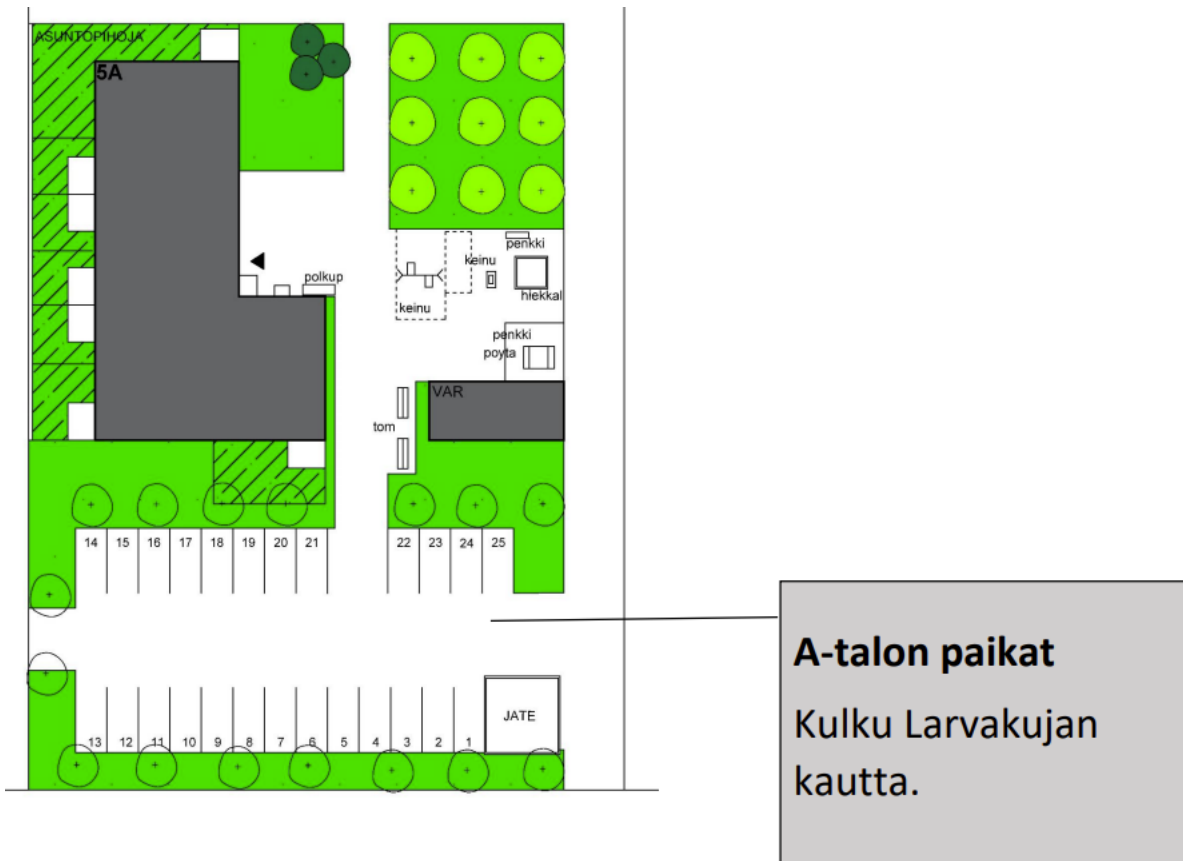 ASUNTOPIHOJA
5A
penkki
keinu
polkup
hiekkal
keinu
penkki
poyta
VAR
tom
14 15 16 17 18 19 20 21 22 23 24 25
A-talon paikat
Kulku Larvakujan
kautta.
JATE
13 12 11 10 9 8 7 6 5 4 3 2 1